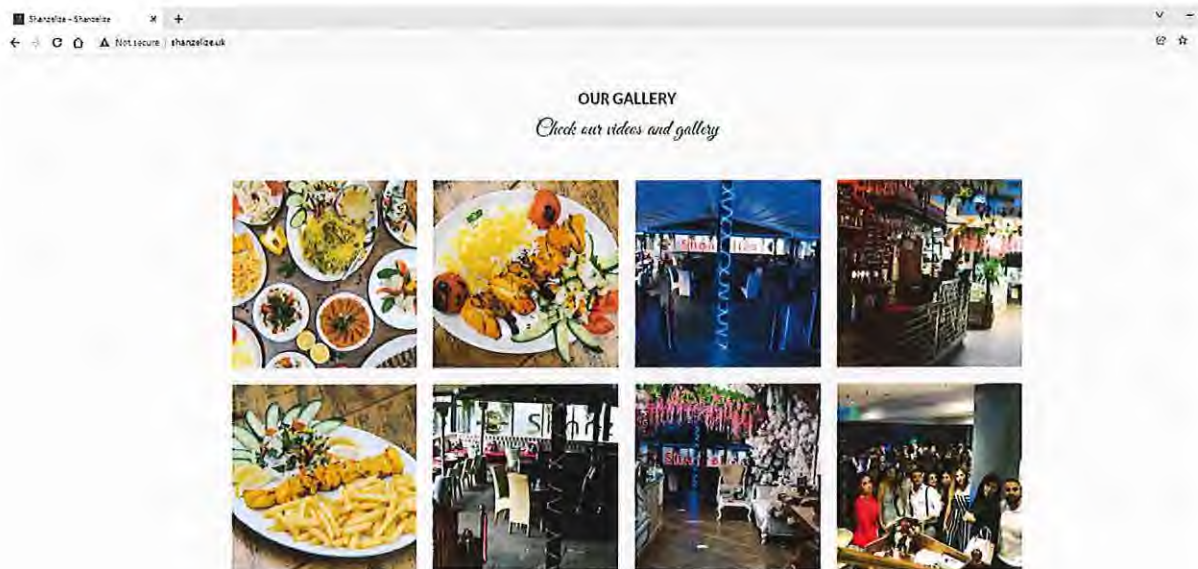 Shanzelize – Shanzelize
Not secure | shanzelize.uk
OUR GALLERY
Check our videos and gallery